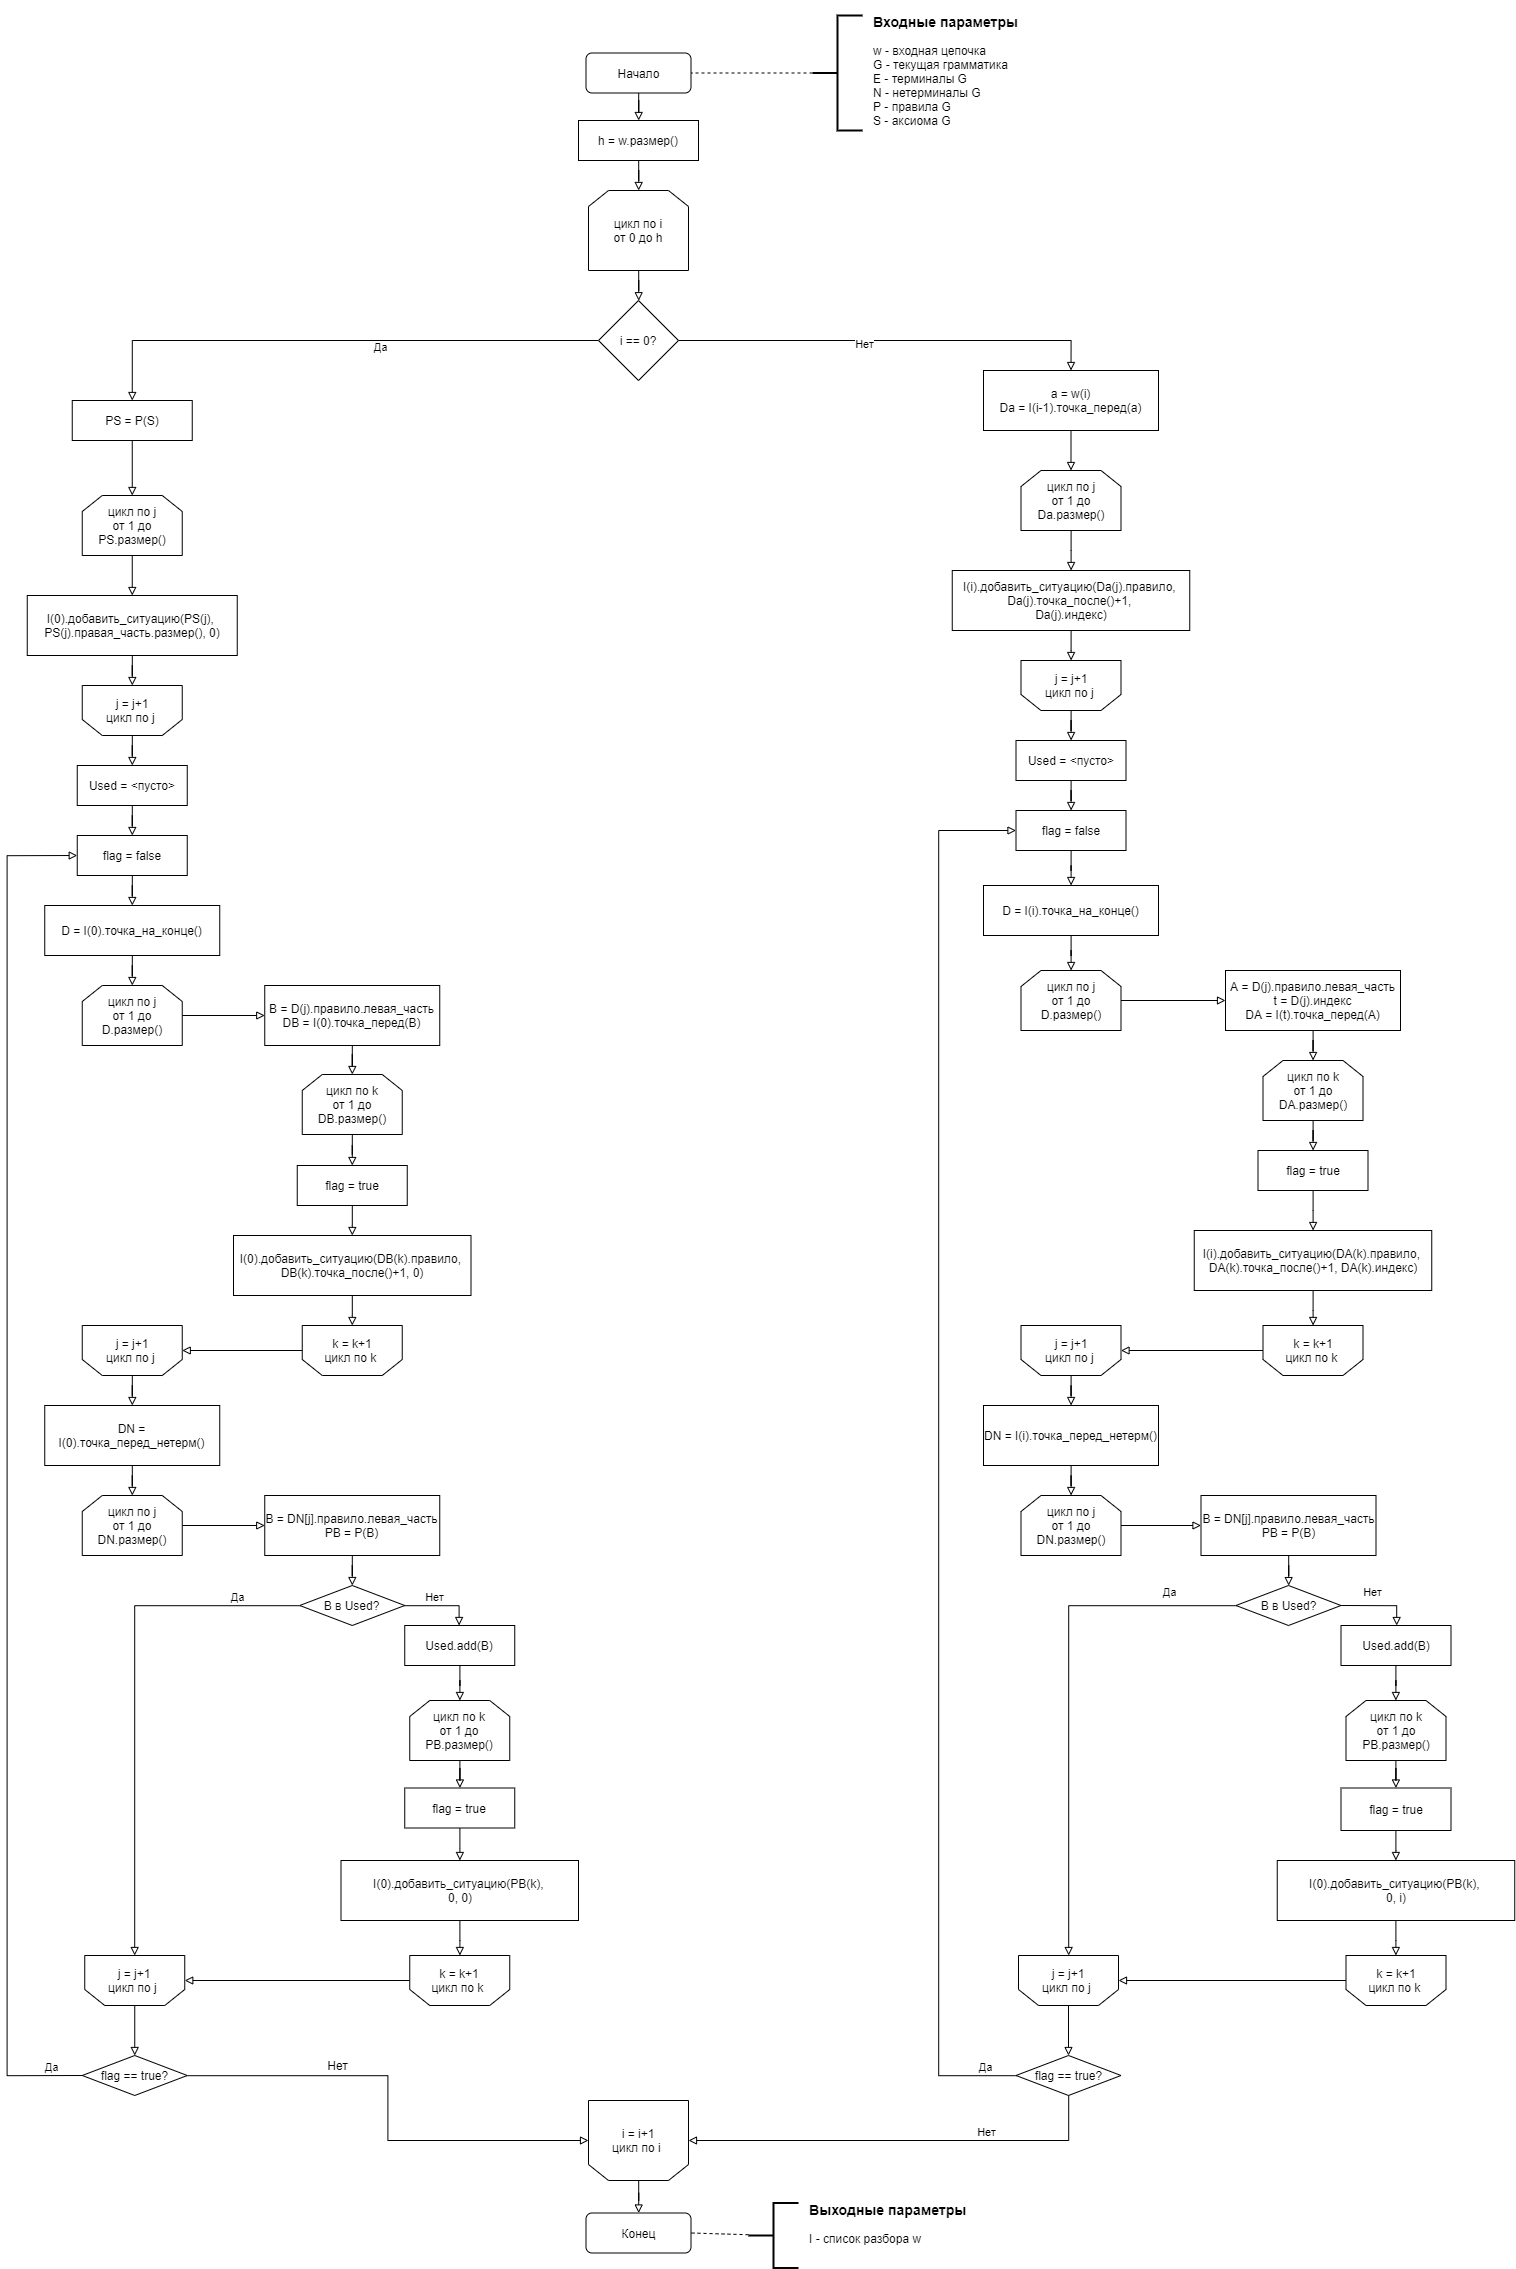 Входные параметры
w - входная цепочка
G - текущая грамматика
E - терминалы G
N - нетерминалы G
P - правила G
S - аксиома G
Начало
h = w.размер()
цикл по i
от 0 до h
i == 0?
Да
Нет
PS = P(S)
цикл по j
от 1 до
PS.размер()
I(0).добавить_ситуацию(PS(j),
PS(j).правая_часть.размер(), 0)
j = j+1
цикл по j
Used = <пусто>
flag = false
D = I(0).точка_на_конце()
цикл по j
от 1 до
D.размер()
B = D(j).правило.левая_часть
DB = I(0).точка_перед(B)
цикл по k
от 1 до
DB.размер()
flag = true
I(0).добавить_ситуацию(DB(k).правило,
DB(k).точка_после()+1, 0)
k = k+1
цикл по k
j = j+1
цикл по j
DN =
I(0).точка_перед_нетерм()
цикл по j
от 1 до
DN.размер()
B = DN[j].правило.левая_часть
PB = P(B)
B в Used?
Да
Нет
Used.add(B)
цикл по k
от 1 до
PB.размер()
flag = true
I(0).добавить_ситуацию(PB(k),
0, 0)
k = k+1
цикл по k
j = j+1
цикл по j
flag == true?
Да
Нет
a = w(i)
Da = I(i-1).точка_перед(a)
цикл по j
от 1 до
Da.размер()
I(i).добавить_ситуацию(Da(j).правило,
Da(j).точка_после()+1,
Da(j).индекс)
j = j+1
цикл по j
Used = <пусто>
flag = false
D = I(i).точка_на_конце()
цикл по j
от 1 до
D.размер()
A = D(j).правило.левая_часть
t = D(j).индекс
DA = I(t).точка_перед(A)
цикл по k
от 1 до
DA.размер()
flag = true
I(i).добавить_ситуацию(DA(k).правило,
DA(k).точка_после()+1, DA(k).индекс)
k = k+1
цикл по k
j = j+1
цикл по j
DN = I(i).точка_перед_нетерм()
цикл по j
от 1 до
DN.размер()
B = DN[j].правило.левая_часть
PB = P(B)
B в Used?
Да
Нет
Used.add(B)
цикл по k
от 1 до
PB.размер()
flag = true
I(0).добавить_ситуацию(PB(k),
0, i)
k = k+1
цикл по k
j = j+1
цикл по j
flag == true?
Да
Нет
i = i+1
цикл по i
Конец
Выходные параметры
I - список разбора w